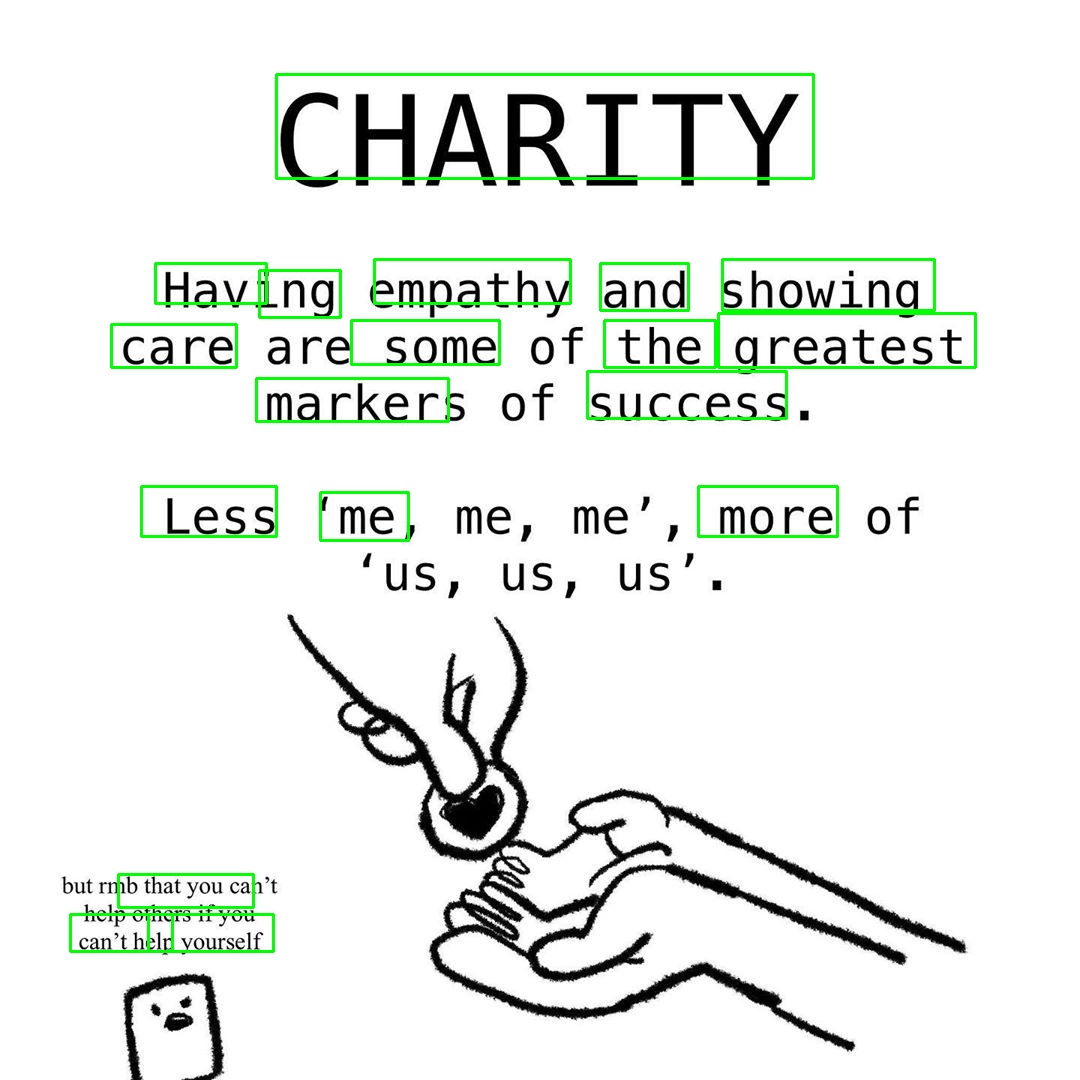 CHARITY
Having empathy and showing
care are some of the greatest
markers of success.
Less ‘me, me, me’, more of
‘us, us, us’.
but rmb that you can’t
help others if you
can’t help yourself